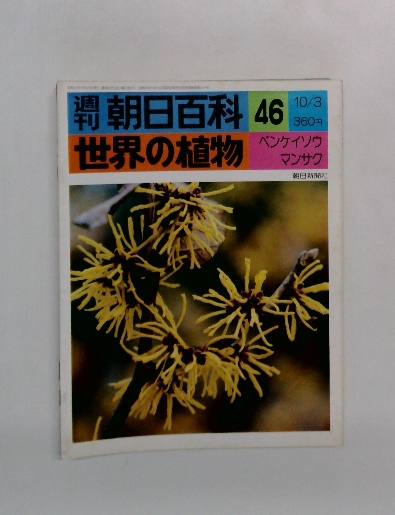 週刊 朝日百科 46 10/3 360円
世界の植物 ベンケイソウ
マンサク
朝日新聞社